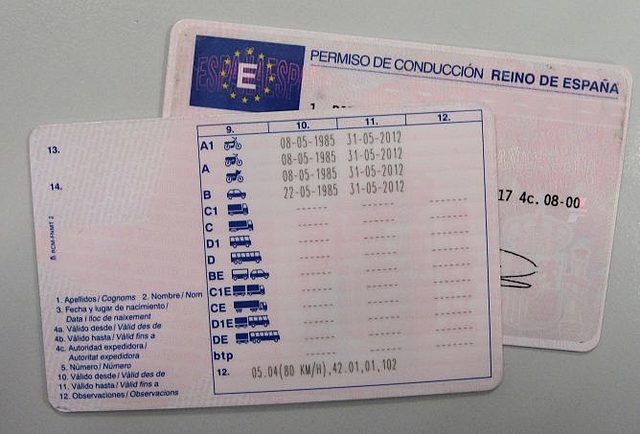 E
PERMISO DE CONDUCCIÓN REINO DE ESPAÑA
1.
17 4c. 08-00
13.
14.
9. 10. 11. 12.
A1 08-05-1985 31-05-2012
08-05-1985 31-05-2012
A 08-05-1985 31-05-2012
B 22-05-1985 31-05-2012
C1 ------ ------ ------
C ------ ------ ------
D1 ------ ------ ------
D ------ ------ ------
BE ------ ------ ------
C1E ------ ------ ------
CE ------ ------ ------
D1E ------ ------ ------
DE ------ ------ ------
btp ------ ------ ------
12. 05.04(80 KM/H),42.01,01,102
RCM-FNMT
1. Apellidos / Cognoms 2. Nombre / Nom
3. Fecha y lugar de nacimiento /
Data i lloc de naixement
4a. Válido desde / Vàlid des de
4b. Válido hasta / Vàlid fins a
4c. Autoridad expedidora /
Autoritat expedidora
5. Número / Número
10. Válido desde / Vàlid des de
11. Válido hasta / Vàlid fins a
12. Observaciones / Observacions